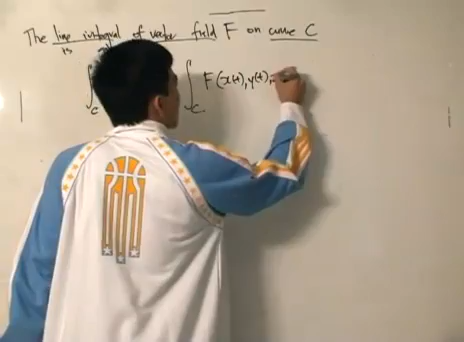 The line integral of vector field F on curve C
is
∫C ∫C F(x(t), y(t),